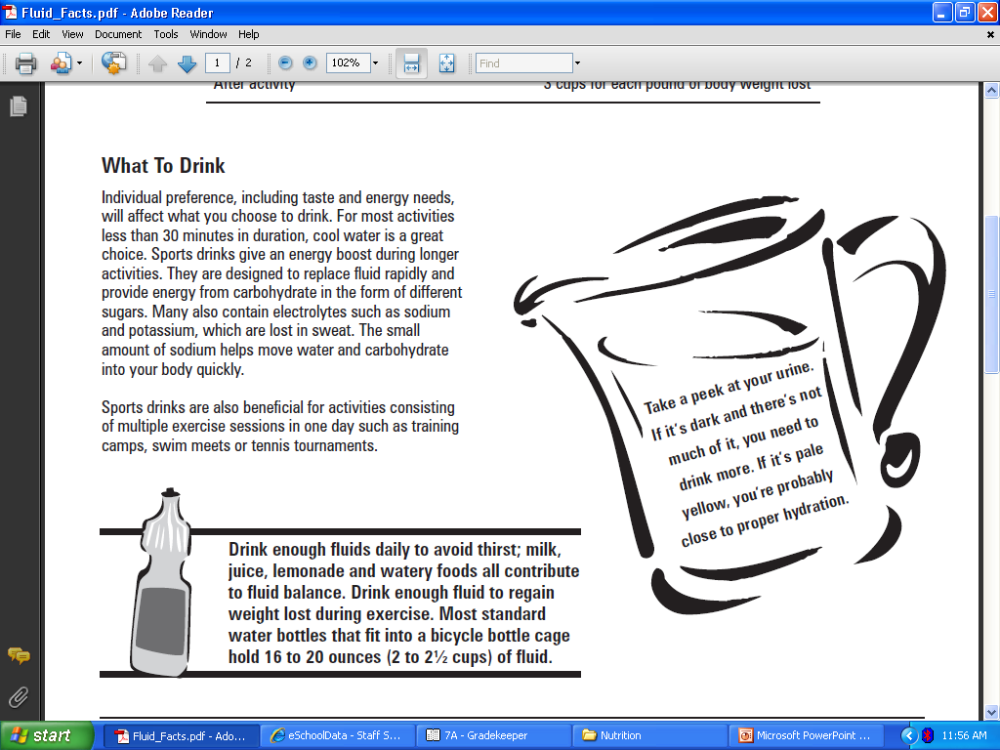 Fluid_Facts.pdf - Adobe Reader
File Edit View Document Tools Window Help
1 / 2 102% Find
After activity 3 cups for each pound of body weight lost
What To Drink
Individual preference, including taste and energy needs,
will affect what you choose to drink. For most activities
less than 30 minutes in duration, cool water is a great
choice. Sports drinks give an energy boost during longer
activities. They are designed to replace fluid rapidly and
provide energy from carbohydrate in the form of different
sugars. Many also contain electrolytes such as sodium
and potassium, which are lost in sweat. The small
amount of sodium helps move water and carbohydrate
into your body quickly.
Sports drinks are also beneficial for activities consisting
of multiple exercise sessions in one day such as training
camps, swim meets or tennis tournaments.
Take a peek at your urine.
If it's dark and there's not
much of it, you need to
drink more. If it's pale
yellow, you're probably
close to proper hydration.
Drink enough fluids daily to avoid thirst; milk,
juice, lemonade and watery foods all contribute
to fluid balance. Drink enough fluid to regain
weight lost during exercise. Most standard
water bottles that fit into a bicycle bottle cage
hold 16 to 20 ounces (2 to 2½ cups) of fluid.
start Fluid_Facts.pdf - Ado... eSchoolData - Staff S... 7A - Gradekeeper Nutrition Microsoft PowerPoint ... 11:56 AM